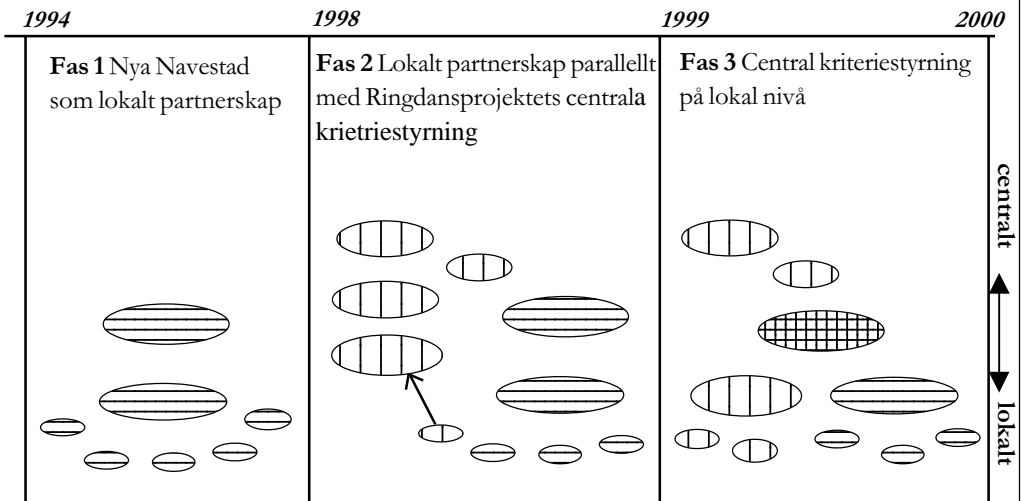 1994
1998
1999
2000
Fas 1 Nya Navestad
som lokalt partnerskap
Fas 2 Lokalt partnerskap parallellt
med Ringdansprojektets centrala
krietriestyrning
Fas 3 Central kriteriestyrning
på lokal nivå
centralt
lokalt